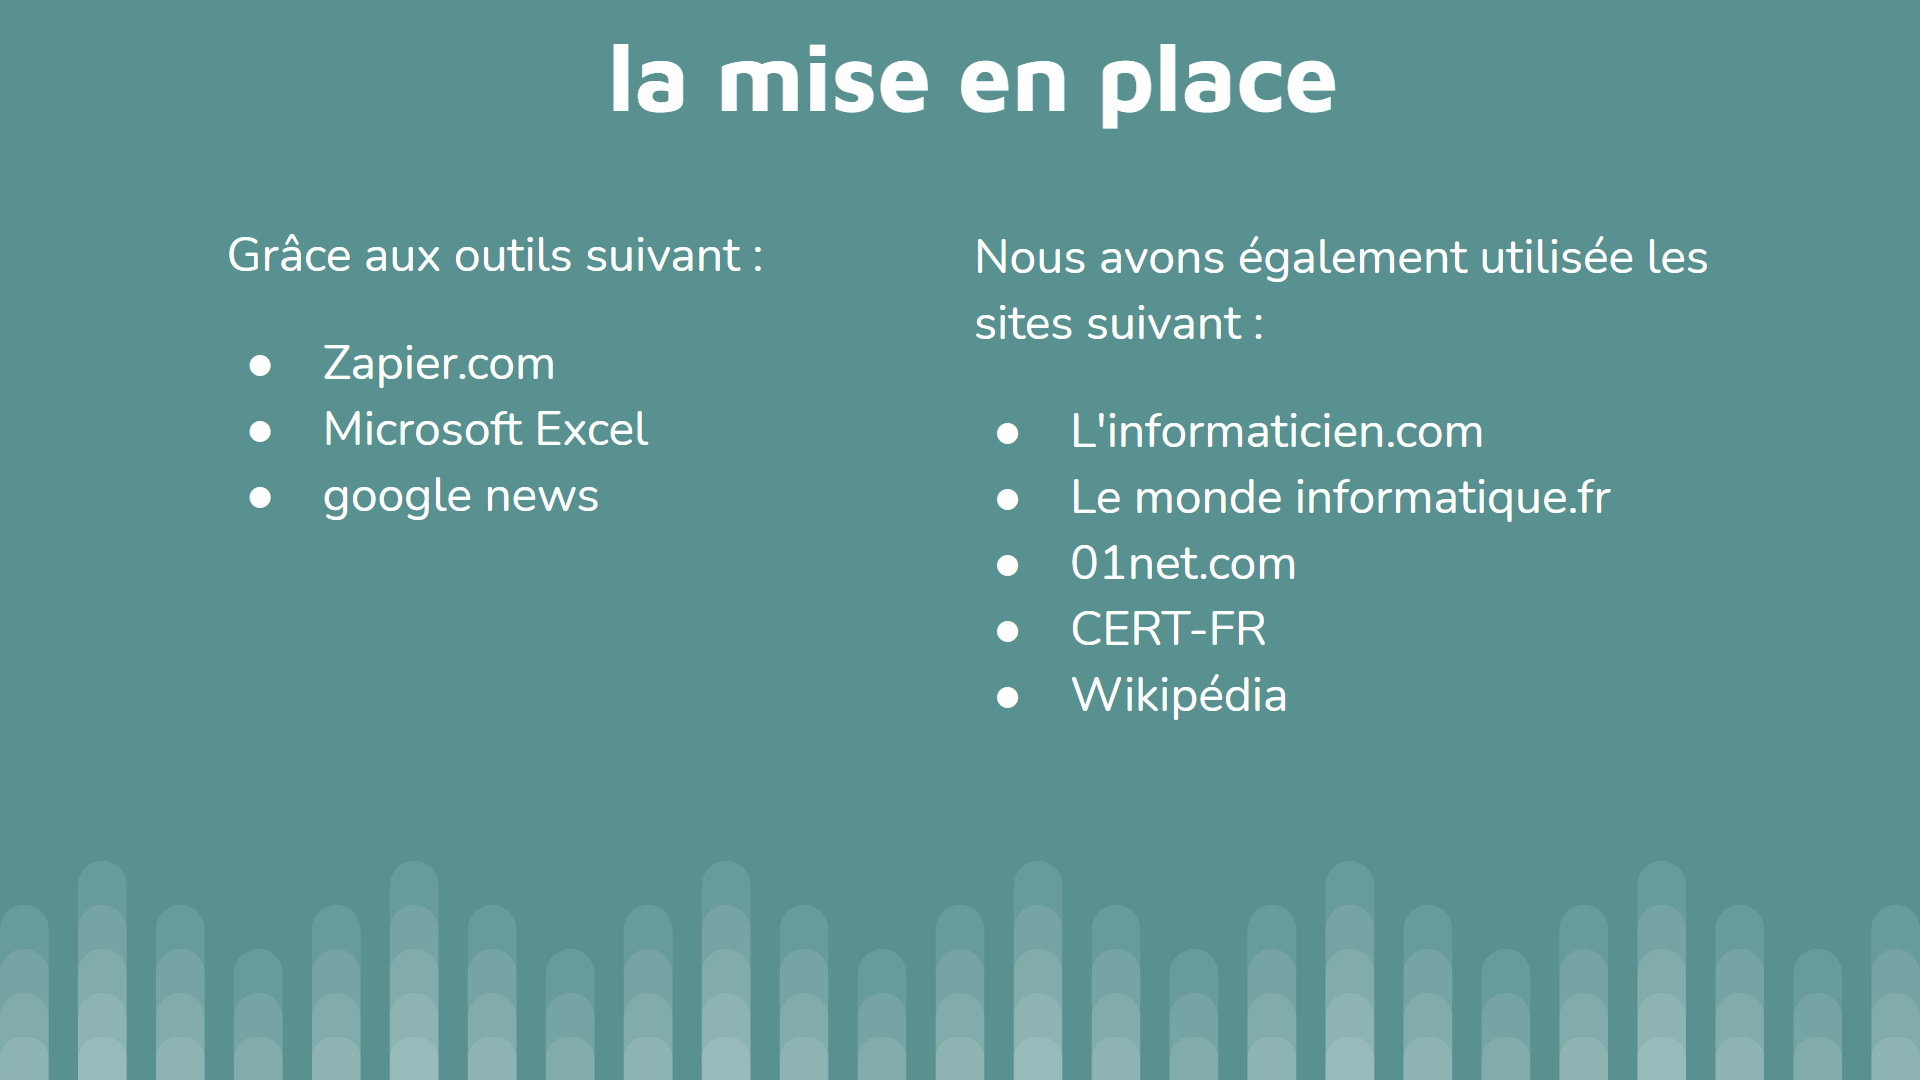 la mise en place
Grâce aux outils suivant :
● Zapier.com
● Microsoft Excel
● google news
Nous avons également utilisée les
sites suivant :
● L'informaticien.com
● Le monde informatique.fr
● 01net.com
● CERT-FR
● Wikipédia